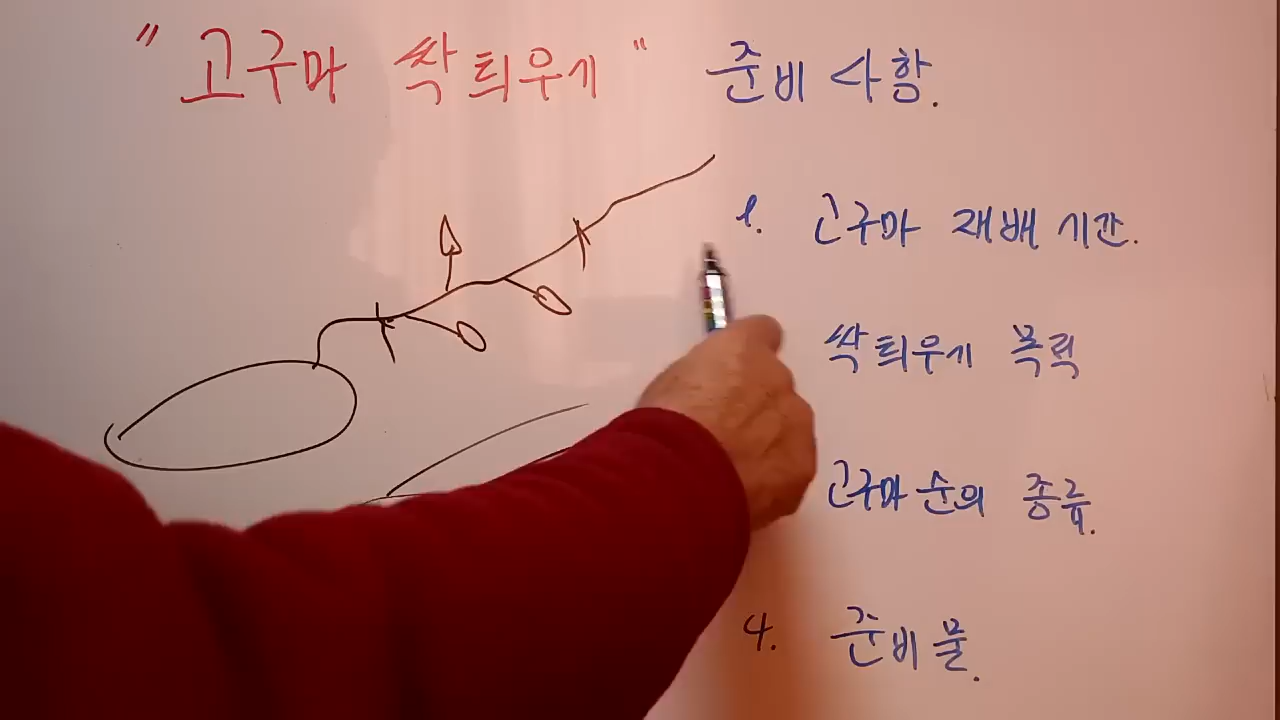 "고구마 싹틔우기" 준비사항.
1. 고구마 재배 시간.
싹틔우기 목적
고구마 순의 종류.
4. 준비물.